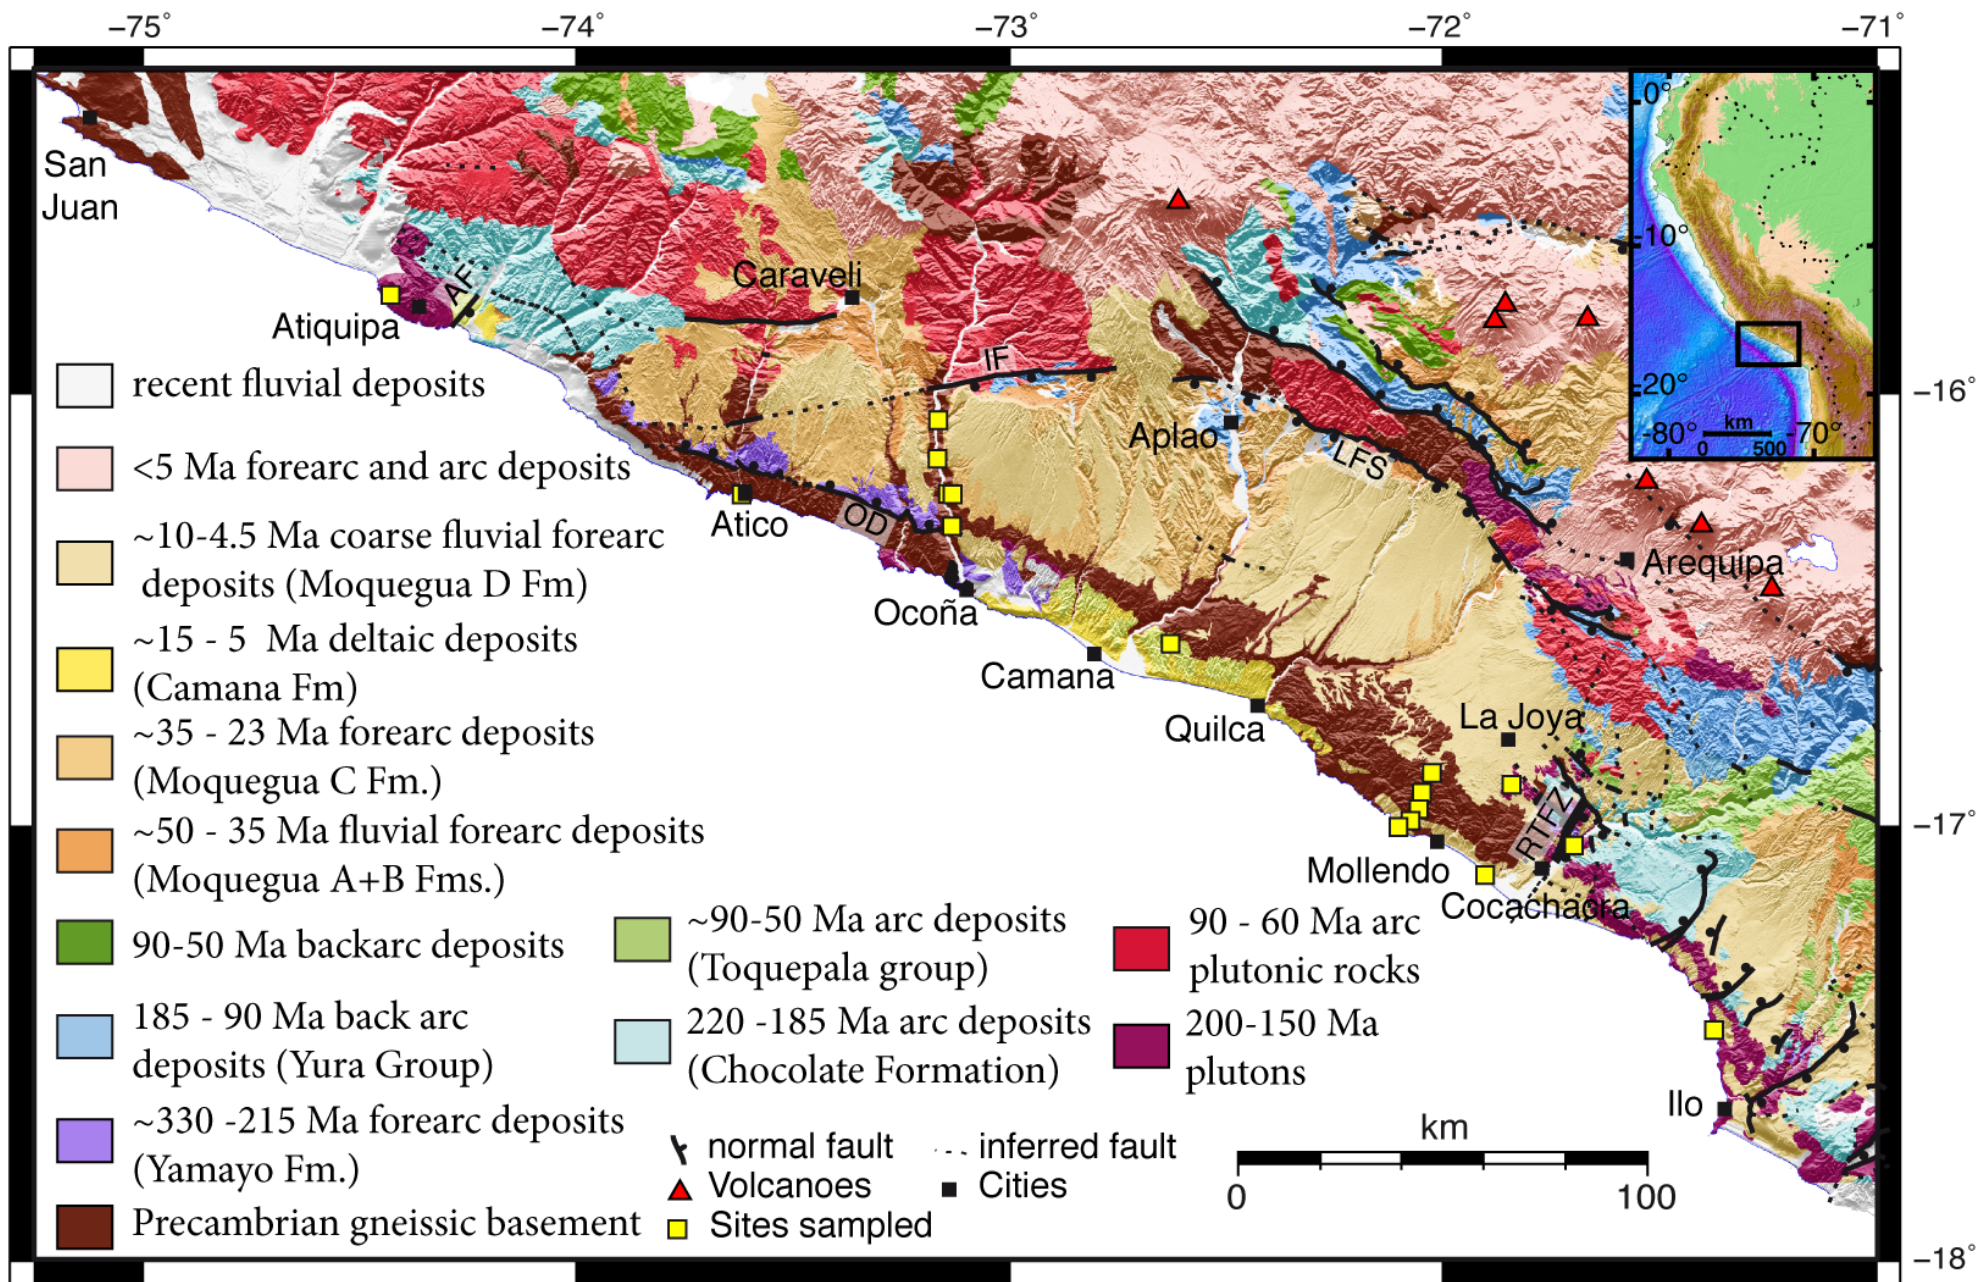 −75°
−74°
−73°
−72°
−71°
San
Juan
AF
Atiquipa
Caraveli
IF
Aplao
LFS
Atico
OD
Ocoña
Camana
Quilca
Arequipa
La Joya
RTFZ
Mollendo
Cocachacra
Ilo
−16°
−17°
−18°
0°
-10°
-20°
-80°
km
0 500
-70°
recent fluvial deposits
<5 Ma forearc and arc deposits
~10-4.5 Ma coarse fluvial forearc
deposits (Moquegua D Fm)
~15 - 5 Ma deltaic deposits
(Camana Fm)
~35 - 23 Ma forearc deposits
(Moquegua C Fm.)
~50 - 35 Ma fluvial forearc deposits
(Moquegua A+B Fms.)
90-50 Ma backarc deposits
185 - 90 Ma back arc
deposits (Yura Group)
~330 -215 Ma forearc deposits
(Yamayo Fm.)
Precambrian gneissic basement
~90-50 Ma arc deposits
(Toquepala group)
220 -185 Ma arc deposits
(Chocolate Formation)
90 - 60 Ma arc
plutonic rocks
200-150 Ma
plutons
normal fault
inferred fault
Volcanoes
Cities
Sites sampled
km
0 100